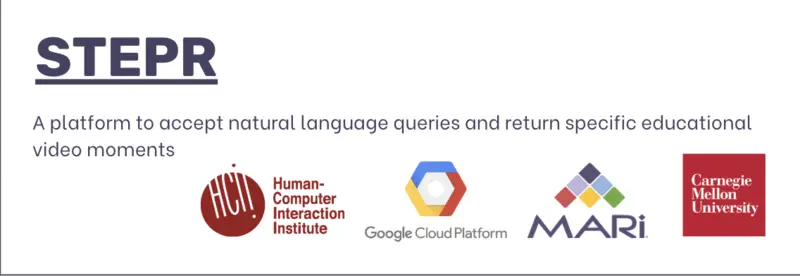 STEPR
A platform to accept natural language queries and return specific educational
video moments
HCII
Human-
Computer
Interaction
Institute
Google Cloud Platform
MARi
Carnegie
Mellon
University